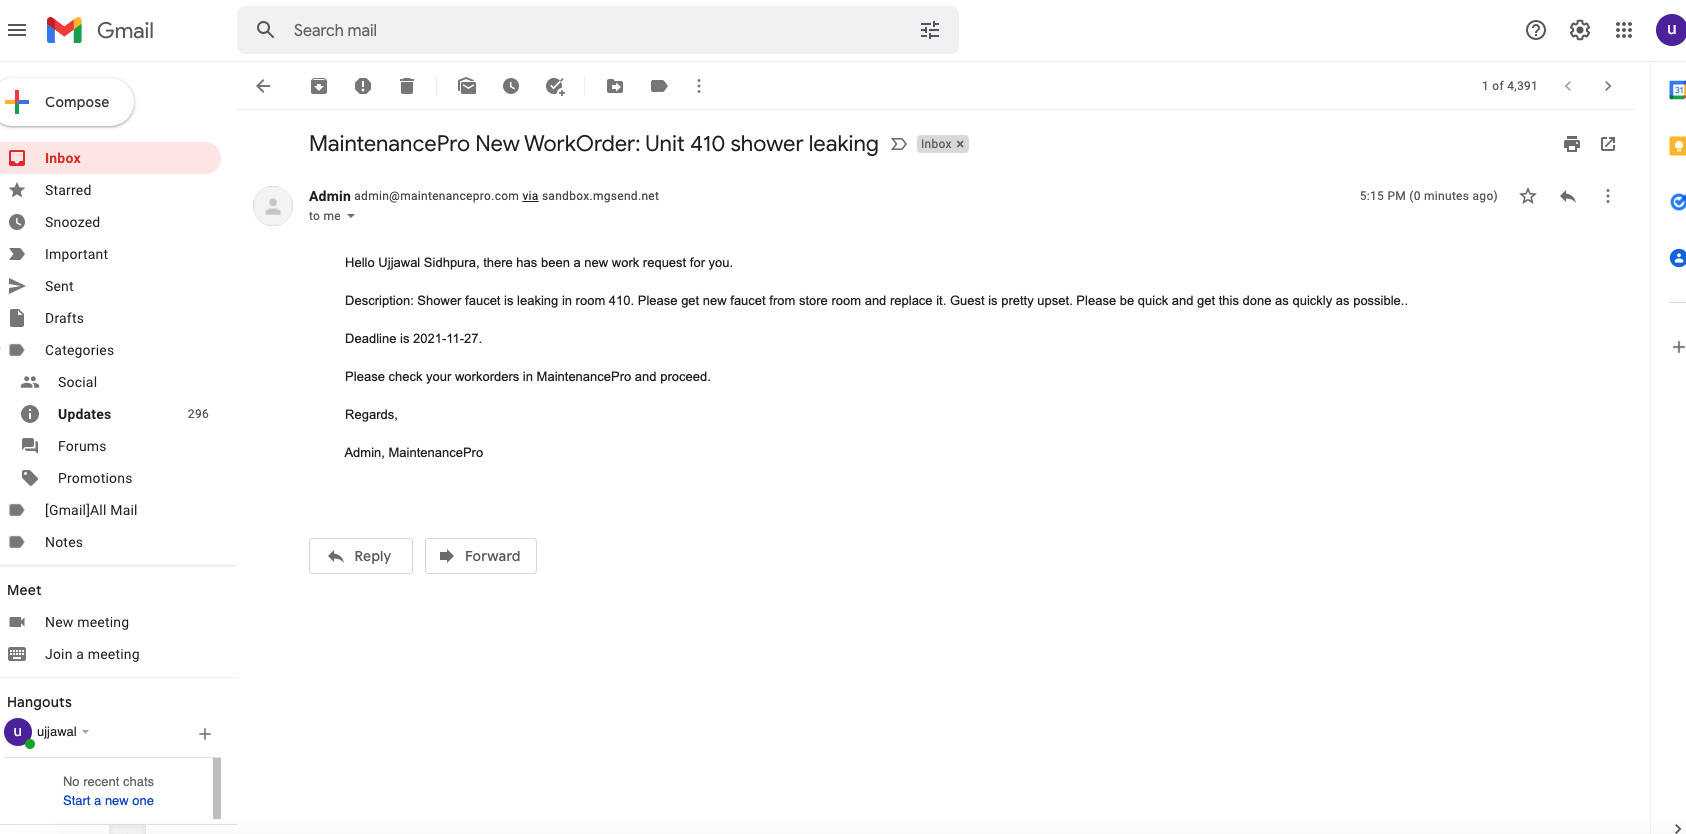 Gmail
Search mail
u
Compose
1 of 4,391
31
Inbox
Starred
Snoozed
Important
Sent
Drafts
Categories
Social
Updates 296
Forums
Promotions
[Gmail]All Mail
Notes
Meet
New meeting
Join a meeting
Hangouts
u ujjawal
No recent chats
Start a new one
MaintenancePro New WorkOrder: Unit 410 shower leaking Inbox ×
Admin admin@maintenancepro.com via sandbox.mgsend.net 5:15 PM (0 minutes ago)
to me
Hello Ujjawal Sidhpura, there has been a new work request for you.
Description: Shower faucet is leaking in room 410. Please get new faucet from store room and replace it. Guest is pretty upset. Please be quick and get this done as quickly as possible..
Deadline is 2021-11-27.
Please check your workorders in MaintenancePro and proceed.
Regards,
Admin, MaintenancePro
Reply Forward